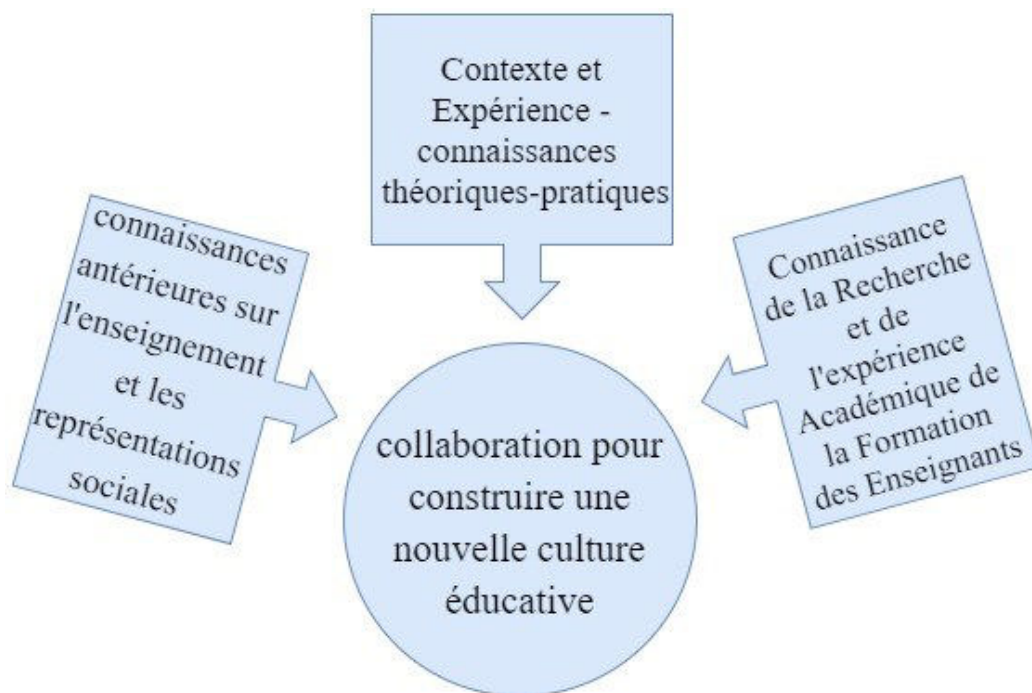 Contexte et
Expérience -
connaissances
théoriques-pratiques
connaissances
antérieures sur
l'enseignement
et les
représentations
sociales
Connaissance
de la Recherche
et de
l'expérience
Académique de
la Formation
des Enseignants
collaboration pour
construire une
nouvelle culture
éducative